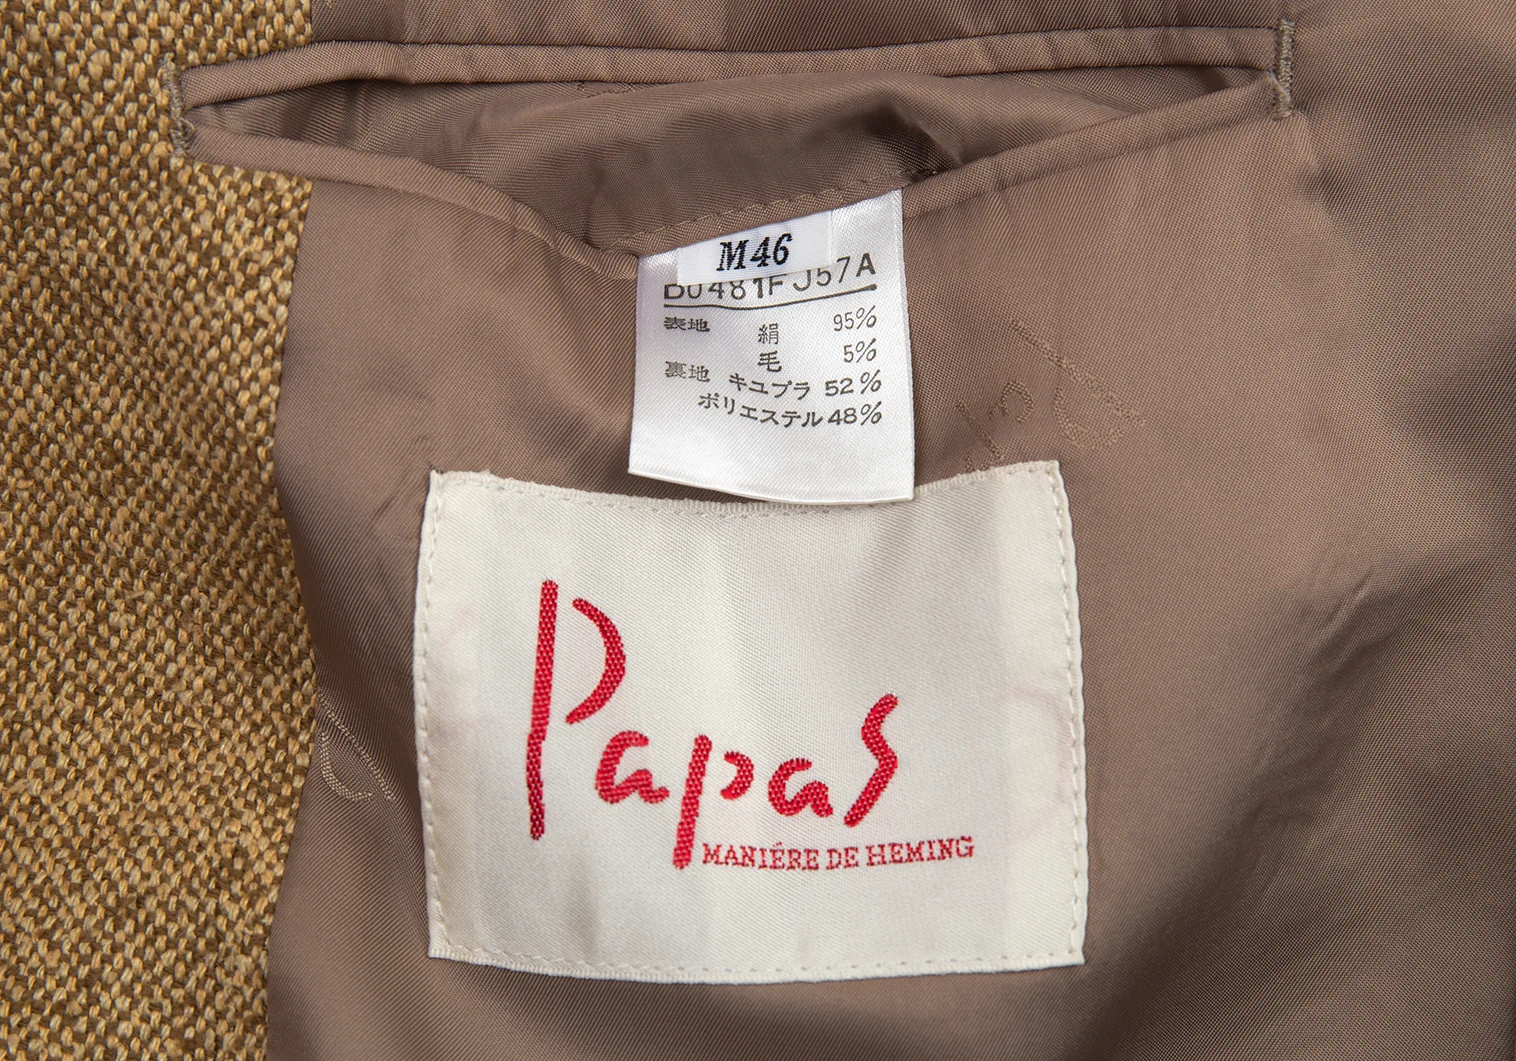 M46
B0481F J57A
表地 絹 95%
毛 5%
裏地 キユプラ 52%
ポリエステル 48%
Papas
MANIÉRE DE HEMING